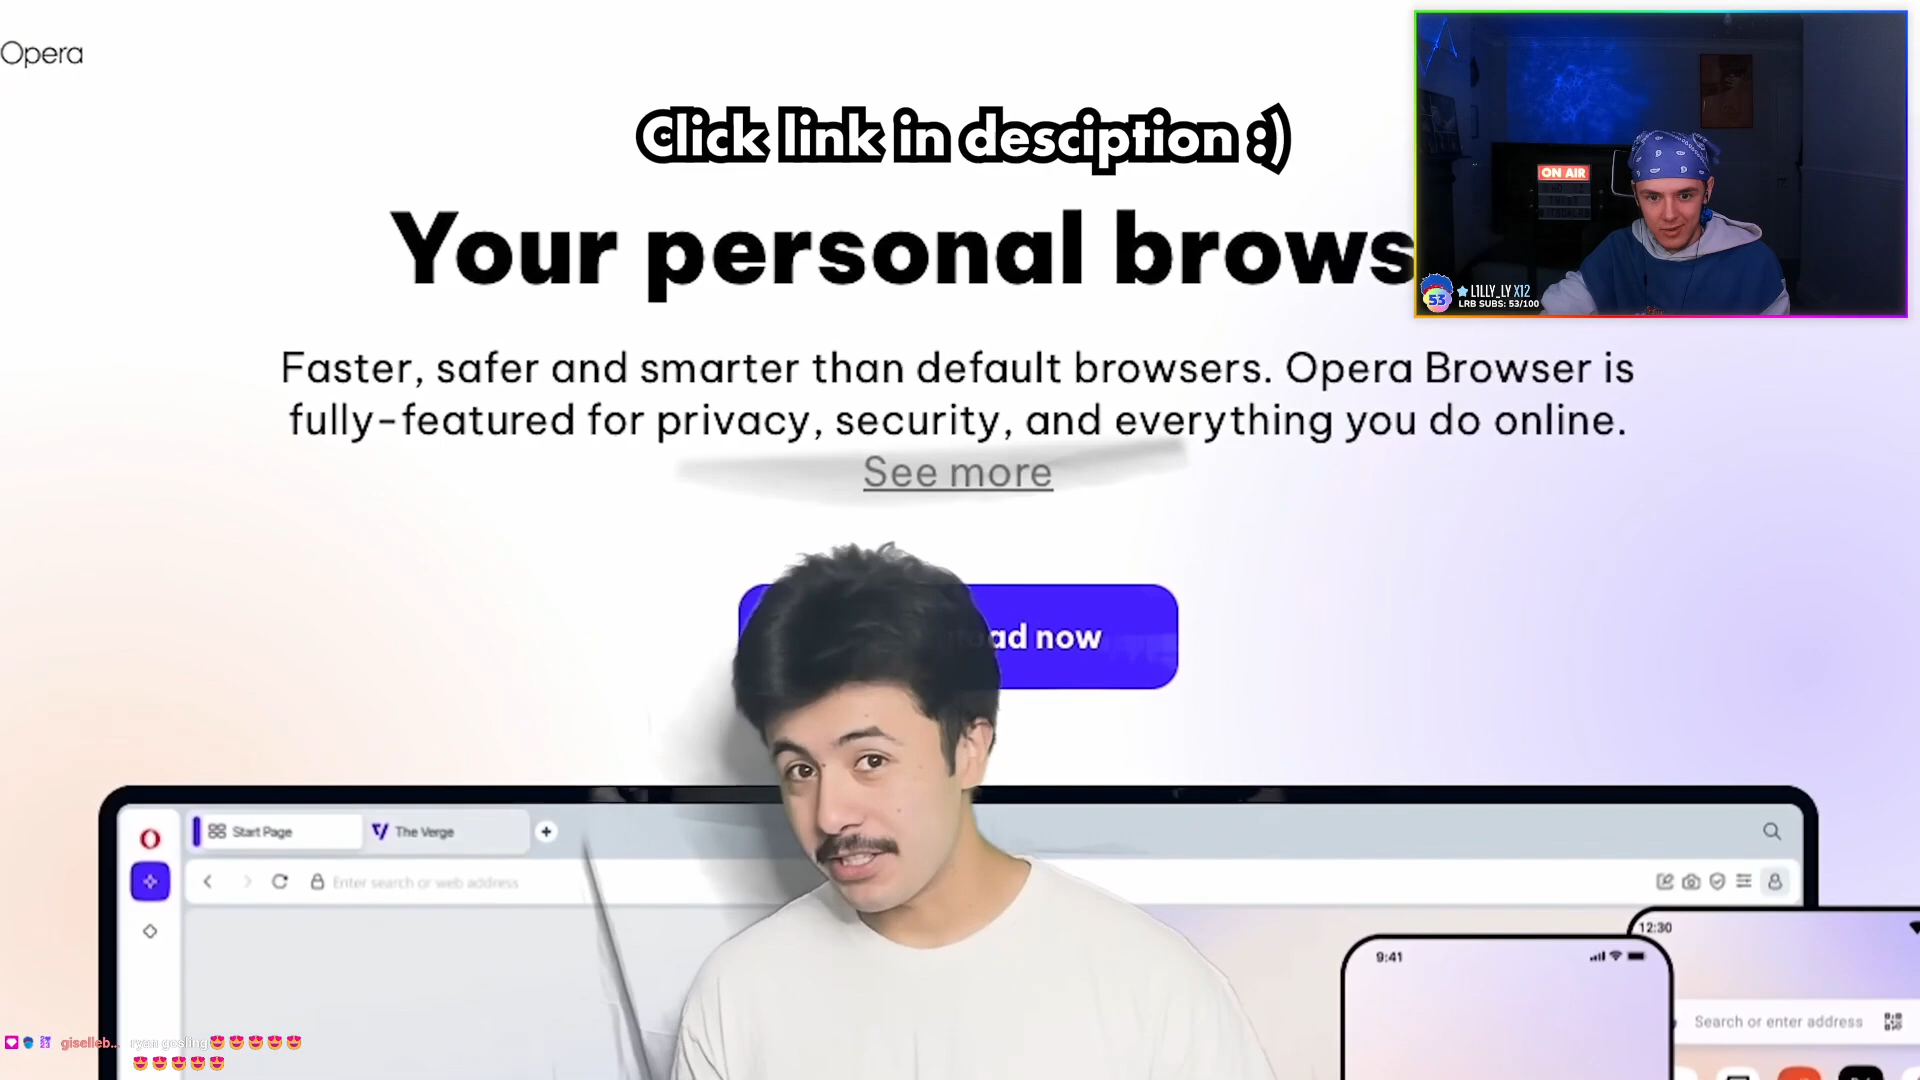 Opera
Click link in desciption :)
Your personal brows
Faster, safer and smarter than default browsers. Opera Browser is
fully-featured for privacy, security, and everything you do online.
See more
ad now
ON AIR
53
L1LLY_LY X12
LRB SUBS: 53/100
Start Page
The Verge
Enter search or web address
12:30
9:41
Search or enter address
giselleb... ryan gosling